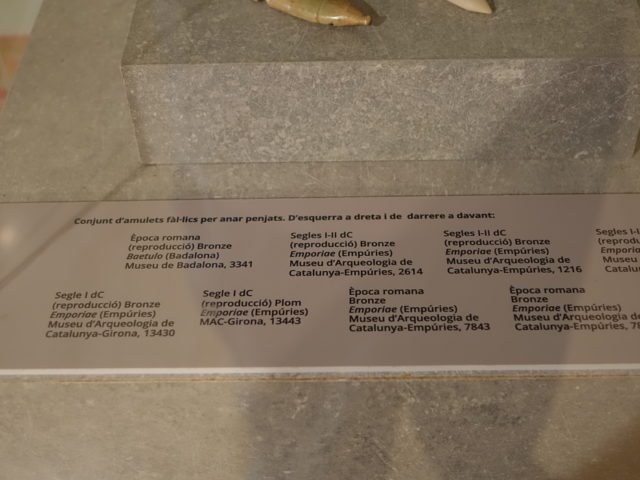 Conjunt d'amulets fàl·lics per anar penjats. D'esquerra a dreta i de darrere a davant:
Època romana
(reproducció) Bronze
Baetulo (Badalona)
Museu de Badalona, 3341
Segles I-II dC
(reproducció) Bronze
Emporiae (Empúries)
Museu d'Arqueologia de
Catalunya-Empúries, 2614
Segles I-II dC
(reproducció) Bronze
Emporiae (Empúries)
Museu d'Arqueologia de
Catalunya-Empúries, 1216
Segles I-
Segle I dC
(reproducció) Bronze
Emporiae (Empúries)
Museu d'Arqueologia de
Catalunya-Girona, 13430
Segle I dC
(reproducció) Plom
Emporiae (Empúries)
MAC-Girona, 13443
Època romana
Bronze
Emporiae (Empúries)
Museu d'Arqueologia de
Catalunya-Empúries, 7843
Època romana
Bronze
Emporiae (Empúries)
Museu d'Arqueologia de
Catalunya-Empúries,